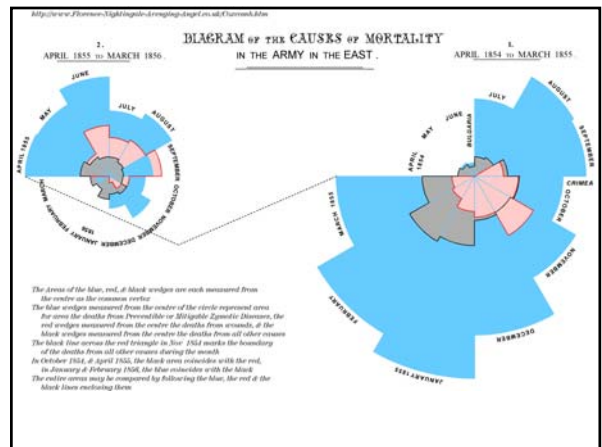 http://www.Florence-Nightingale-Avenging-Angel.co.uk/Coxcomb.htm
DIAGRAM OF THE CAUSES OF MORTALITY
IN THE ARMY IN THE EAST.
2.
APRIL 1855 TO MARCH 1856.
1.
APRIL 1854 TO MARCH 1855.
APRIL 1855
MAY
JUNE
JULY
AUGUST
SEPTEMBER
OCTOBER
NOVEMBER
DECEMBER
JANUARY 1856
FEBRUARY
MARCH
APRIL 1854
MAY
JUNE
BULGARIA
JULY
AUGUST
SEPTEMBER
CRIMEA
OCTOBER
NOVEMBER
DECEMBER
JANUARY 1855
FEBRUARY
MARCH 1855
The Areas of the blue, red, & black wedges are each measured from
the centre as the common vertex
The blue wedges measured from the centre of the circle represent area
for area the deaths from Preventible or Mitigable Zymotic Diseases, the
red wedges measured from the centre the deaths from wounds, & the
black wedges measured from the centre the deaths from all other causes
The black line across the red triangle in Nov' 1854 marks the boundary
of the deaths from all other causes during the month
In October 1854, & April 1855, the black area coincides with the red,
in January & February 1856, the blue coincides with the black
The entire areas may be compared by following the blue, the red & the
black lines enclosing them